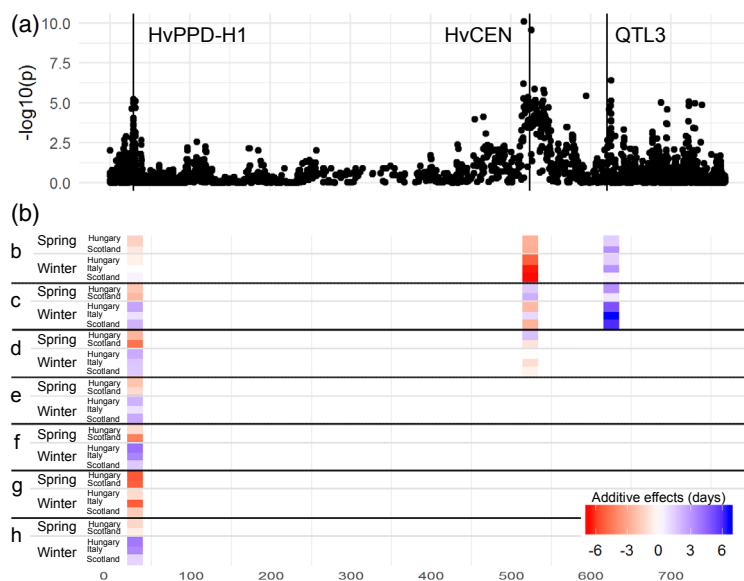 (a)
10.0
HvPPD-H1
HvCEN
QTL3
-log10(p)
7.5
5.0
2.5
0.0
(b)
b
Spring
Hungary
Scotland
Winter
Hungary
Italy
Scotland
c
Spring
Hungary
Scotland
Winter
Hungary
Italy
Scotland
d
Spring
Hungary
Scotland
Winter
Hungary
Italy
Scotland
e
Spring
Hungary
Scotland
Winter
Hungary
Italy
Scotland
f
Spring
Hungary
Scotland
Winter
Hungary
Italy
Scotland
g
Spring
Hungary
Scotland
Winter
Hungary
Italy
Scotland
h
Spring
Hungary
Scotland
Winter
Hungary
Italy
Scotland
Additive effects (days)
-6 -3 0 3 6
0 100 200 300 400 500 600 700